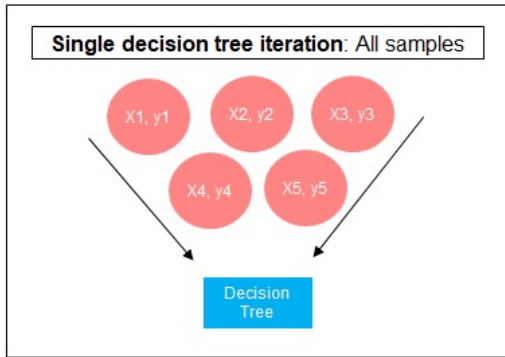 Single decision tree iteration: All samples
X1, y1
X2, y2
X3, y3
X4, y4
X5, y5
Decision
Tree